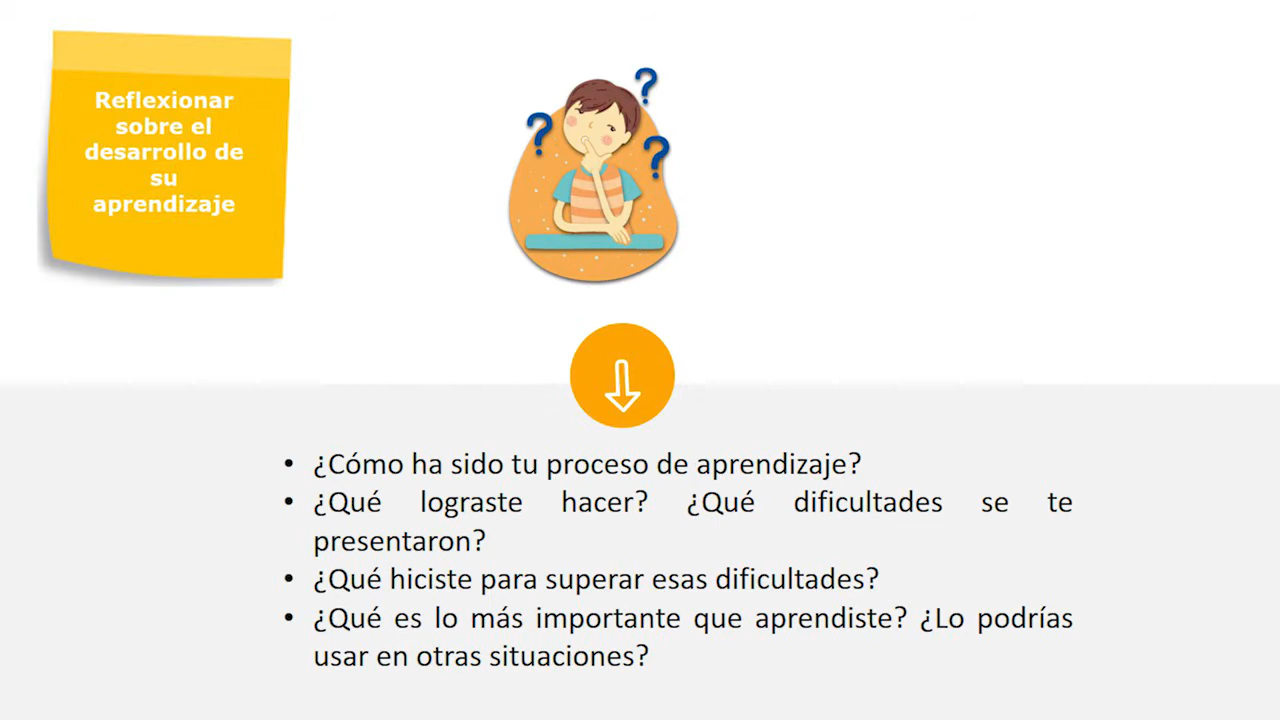 Reflexionar
sobre el
desarrollo de
su
aprendizaje
? ? ?
• ¿Cómo ha sido tu proceso de aprendizaje?
• ¿Qué lograste hacer? ¿Qué dificultades se te
presentaron?
• ¿Qué hiciste para superar esas dificultades?
• ¿Qué es lo más importante que aprendiste? ¿Lo podrías
usar en otras situaciones?